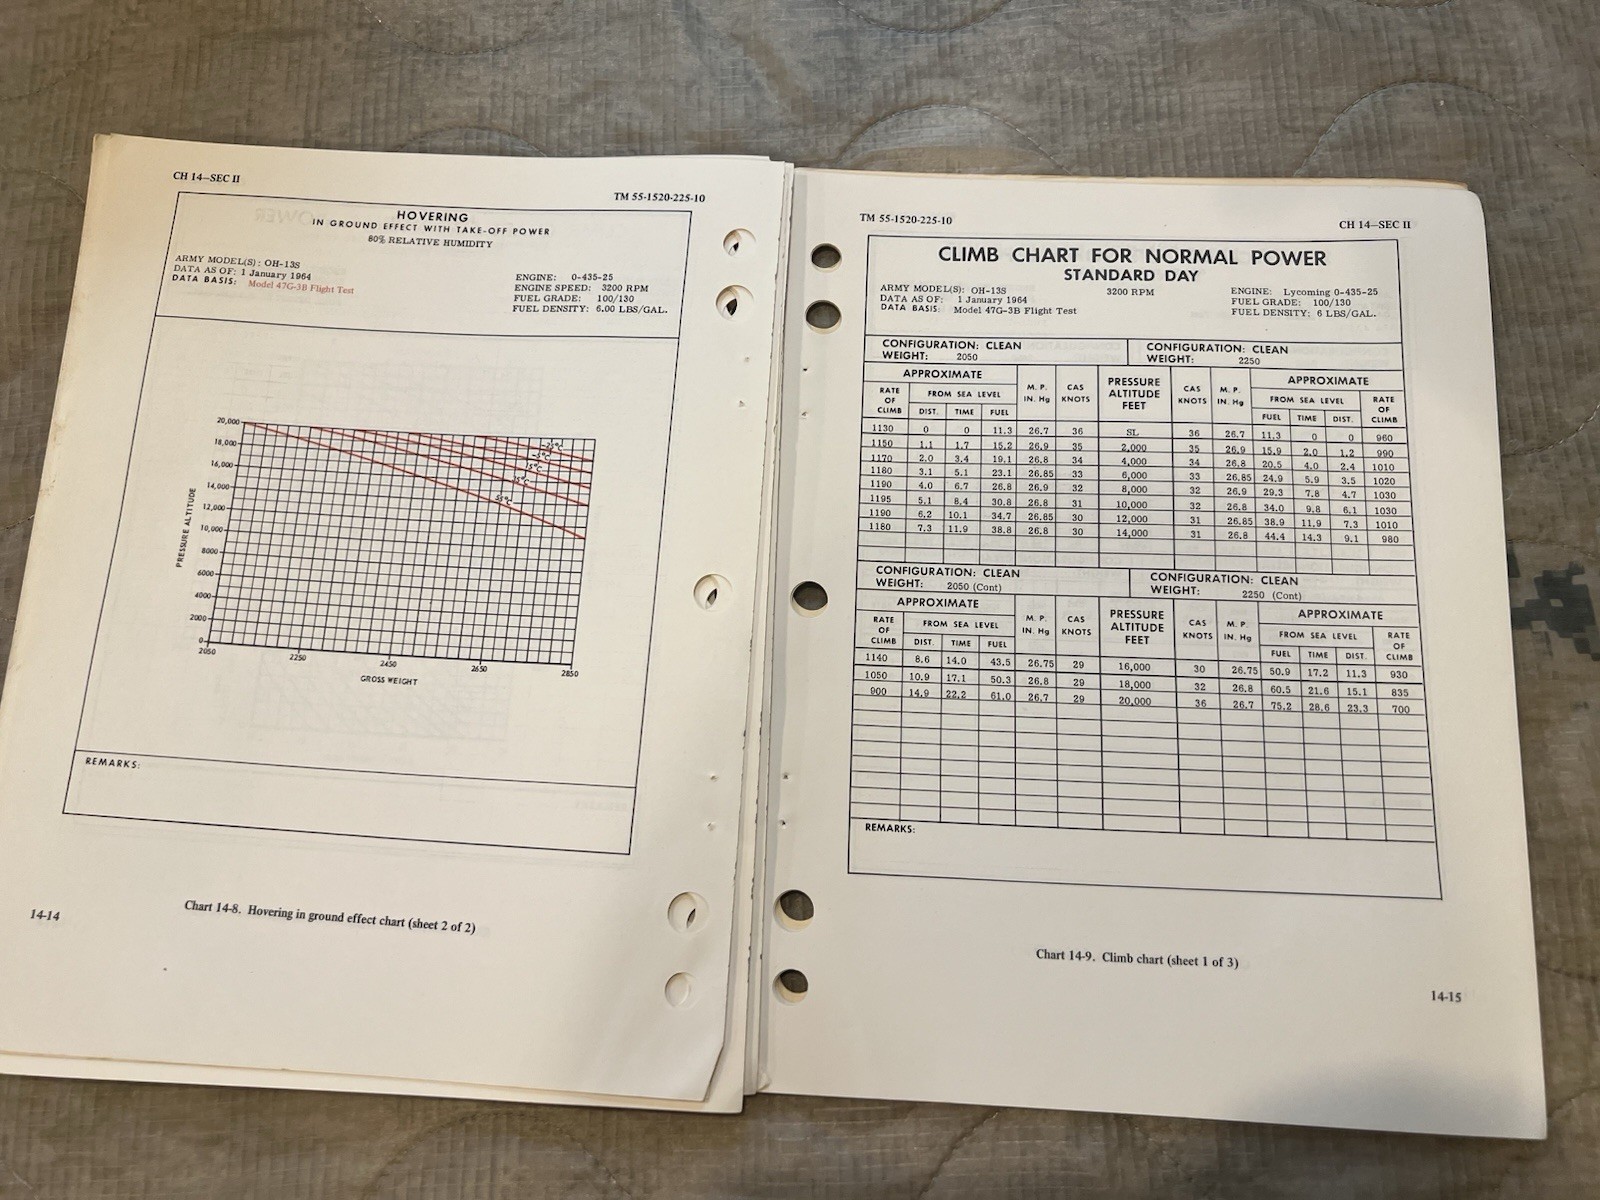 CH 14—SEC II
TM 55-1520-225-10
HOVERING
IN GROUND EFFECT WITH TAKE-OFF POWER
80% RELATIVE HUMIDITY
ARMY MODEL(S): OH-13S
DATA AS OF: 1 January 1964
DATA BASIS: Model 47G-3B Flight Test
ENGINE: 0-435-25
ENGINE SPEED: 3200 RPM
FUEL GRADE: 100/130
FUEL DENSITY: 6.00 LBS/GAL.
20,000
18,000
16,000
14,000
12,000
10,000
8000
6000
4000
2000
0
PRESSURE ALTITUDE
-25°C
-5°C
15°C
35°C
55°C
2050 2250 2450 2650 2850
GROSS WEIGHT
REMARKS:
Chart 14-8. Hovering in ground effect chart (sheet 2 of 2)
14-14
TM 55-1520-225-10
CH 14—SEC II
CLIMB CHART FOR NORMAL POWER
STANDARD DAY
3200 RPM
ARMY MODEL(S): OH-13S
DATA AS OF: 1 January 1964
DATA BASIS: Model 47G-3B Flight Test
ENGINE: Lycoming 0-435-25
FUEL GRADE: 100/130
FUEL DENSITY: 6 LBS/GAL.
CONFIGURATION: CLEAN
WEIGHT: 2050
CONFIGURATION: CLEAN
WEIGHT: 2250
APPROXIMATE
RATE OF CLIMB
FROM SEA LEVEL
DIST. TIME FUEL
M. P. IN. Hg
CAS KNOTS
PRESSURE ALTITUDE FEET
CAS KNOTS
M. P. IN. Hg
APPROXIMATE
FROM SEA LEVEL
FUEL TIME DIST.
RATE OF CLIMB
1130 0 0 11.3 26.7 36 SL 36 26.7 11.3 0 0 960
1150 1.1 1.7 15.2 26.9 35 2,000 35 26.9 15.9 2.0 1.2 990
1170 2.0 3.4 19.1 26.8 34 4,000 34 26.8 20.5 4.0 2.4 1010
1180 3.1 5.1 23.1 26.85 33 6,000 33 26.85 24.9 5.9 3.5 1020
1190 4.0 6.7 26.8 26.9 32 8,000 32 26.9 29.3 7.8 4.7 1030
1195 5.1 8.4 30.8 26.8 31 10,000 32 26.8 34.0 9.8 6.1 1030
1190 6.2 10.1 34.7 26.85 30 12,000 31 26.85 38.9 11.9 7.3 1010
1180 7.3 11.9 38.8 26.8 30 14,000 31 26.8 44.4 14.3 9.1 980
CONFIGURATION: CLEAN
WEIGHT: 2050 (Cont)
CONFIGURATION: CLEAN
WEIGHT: 2250 (Cont)
APPROXIMATE
RATE OF CLIMB
FROM SEA LEVEL
DIST. TIME FUEL
M. P. IN. Hg
CAS KNOTS
PRESSURE ALTITUDE FEET
CAS KNOTS
M. P. IN. Hg
APPROXIMATE
FROM SEA LEVEL
FUEL TIME DIST.
RATE OF CLIMB
1140 8.6 14.0 43.5 26.75 29 16,000 30 26.75 50.9 17.2 11.3 930
1050 10.9 17.1 50.3 26.8 29 18,000 32 26.8 60.5 21.6 15.1 835
900 14.9 22.2 61.0 26.7 29 20,000 36 26.7 75.2 28.6 23.3 700
REMARKS:
Chart 14-9. Climb chart (sheet 1 of 3)
14-15